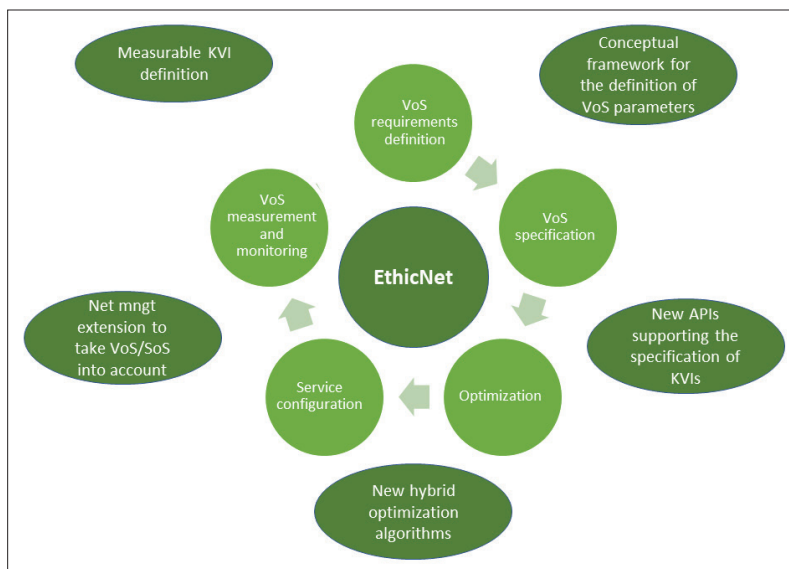 Measurable KVI
definition
Conceptual
framework for
the definition of
VoS parameters
VoS
requirements
definition
VoS
measurement
and
monitoring
VoS
specification
EthicNet
Net mngt
extension to
take VoS/SoS
into account
New APIs
supporting the
specification of
KVIs
Service
configuration
Optimization
New hybrid
optimization
algorithms